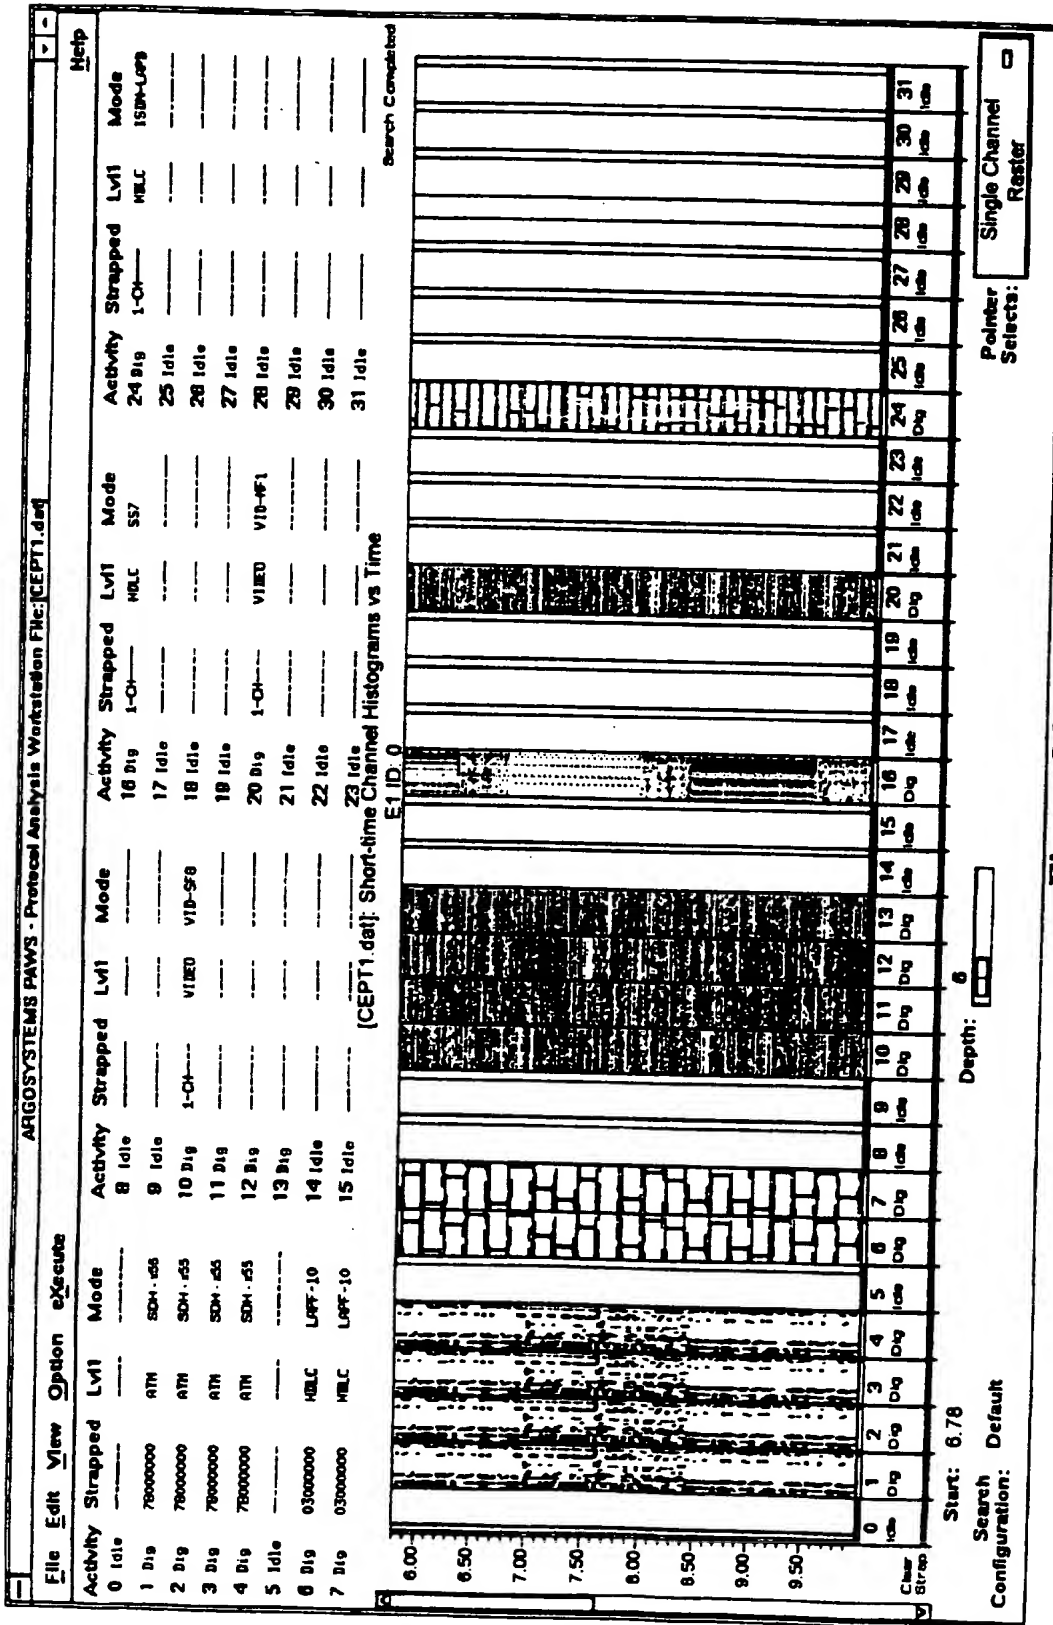 ARGOSYSTEMS PAWS - Protocol Analysis Workstation File:[CEPT1.dat]
File Edit View Option eXecute Help
Activity Strapped Lvl1 Mode Activity Strapped Lvl1 Mode Activity Strapped Lvl1 Mode Activity Strapped Lvl1 Mode
0 Idle -------- ------ ---------- 8 Idle -------- ------ -------- 16 Dig 1-CH---- HDLC SS7 24 Dig 1-CH---- HDLC ISDN-LAPD
1 Dig 78000000 ATM SDH-r55 9 Idle -------- ------ -------- 17 Idle -------- ------ -------- 25 Idle -------- ------ --------
2 Dig 78000000 ATM SDH-r55 10 Dig 1-CH---- VIDEO VID-SF8 18 Idle -------- ------ -------- 26 Idle -------- ------ --------
3 Dig 78000000 ATM SDH-r55 11 Dig -------- ------ -------- 19 Idle -------- ------ -------- 27 Idle -------- ------ --------
4 Dig 78000000 ATM SDH-r55 12 Dig -------- ------ -------- 20 Dig 1-CH---- VIDEO VID-MF1 28 Idle -------- ------ --------
5 Idle -------- ------ -------- 13 Dig -------- ------ -------- 21 Idle -------- ------ -------- 29 Idle -------- ------ --------
6 Dig 03000000 HDLC LAPF-10 14 Idle -------- ------ -------- 22 Idle -------- ------ -------- 30 Idle -------- ------ --------
7 Dig 03000000 HDLC LAPF-10 15 Idle -------- ------ -------- 23 Idle -------- ------ -------- 31 Idle -------- ------ --------
[CEPT1.dat]: Short-time Channel Histograms vs Time
E1 ID: 0 Search Completed
6.00
6.50
7.00
7.50
8.00
8.50
9.00
9.50
0 1 2 3 4 5 6 7 8 9 10 11 12 13 14 15 16 17 18 19 20 21 22 23 24 25 26 27 28 29 30 31
Idle Dig Dig Dig Dig Idle Dig Dig Idle Idle Dig Dig Dig Dig Idle Idle Dig Idle Idle Idle Dig Idle Idle Idle Dig Idle Idle Idle Idle Idle Idle Idle
Clear
Strap
Start: 6.78 Depth: 6 Pointer Selects: Single Channel Raster
Search Configuration: Default